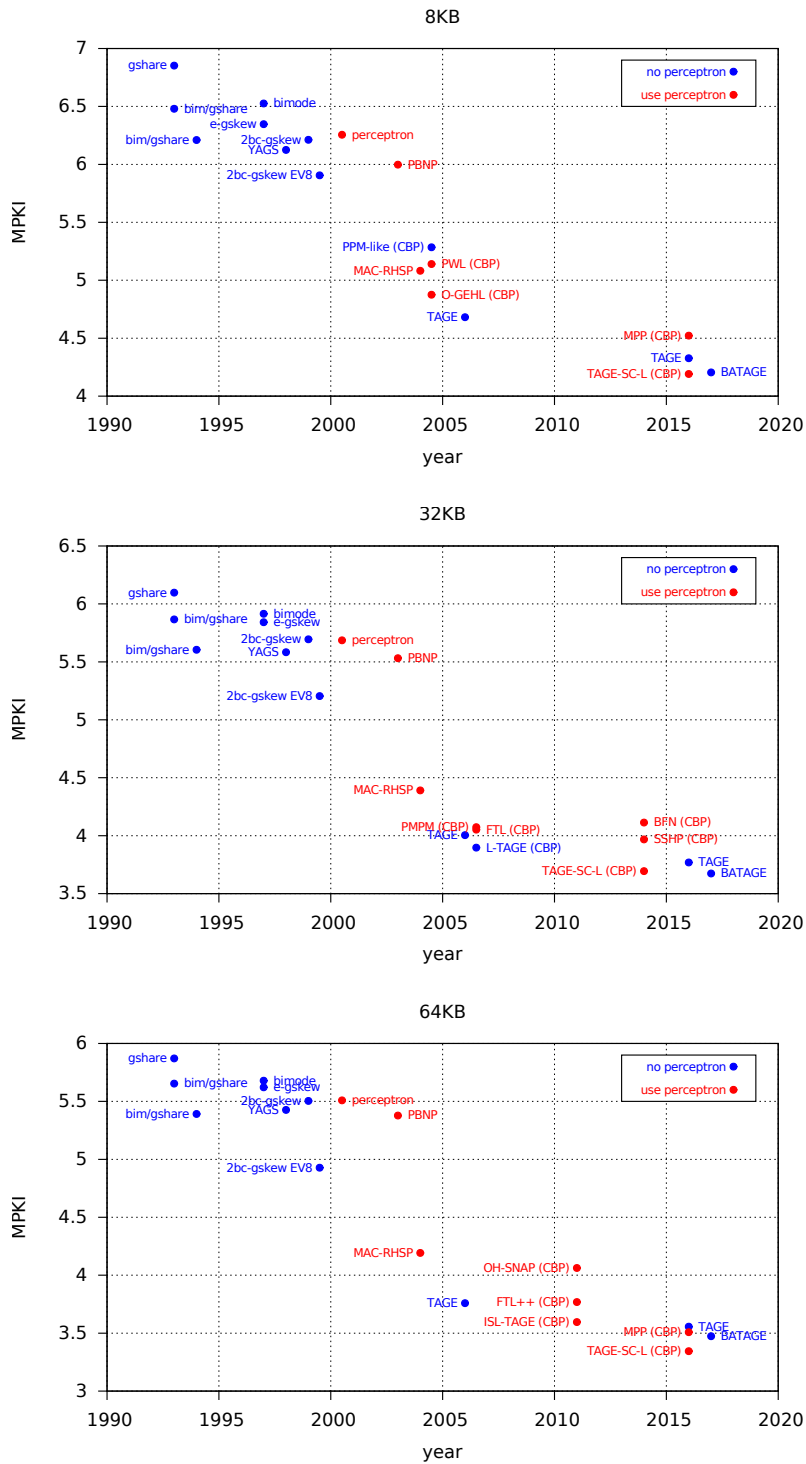 8KB
7
gshare
no perceptron
use perceptron
6.5
bimode
bim/gshare
e-gskew
perceptron
bim/gshare
2bc-gskew
YAGS
6
PBNP
2bc-gskew EV8
MPKI
5.5
PPM-like (CBP)
PWL (CBP)
MAC-RHSP
5
O-GEHL (CBP)
TAGE
4.5
MPP (CBP)
TAGE
TAGE-SC-L (CBP)
BATAGE
4
1990 1995 2000 2005 2010 2015 2020
year
32KB
6.5
no perceptron
use perceptron
gshare
6
bimode
bim/gshare
e-gskew
2bc-gskew
perceptron
bim/gshare
YAGS
PBNP
5.5
2bc-gskew EV8
5
MPKI
4.5
MAC-RHSP
PMPM (CBP)
FTL (CBP)
BFN (CBP)
TAGE
SSHP (CBP)
4
L-TAGE (CBP)
TAGE
TAGE-SC-L (CBP)
BATAGE
3.5
1990 1995 2000 2005 2010 2015 2020
year
64KB
6
gshare
no perceptron
use perceptron
bimode
bim/gshare
e-gskew
5.5
2bc-gskew
perceptron
bim/gshare
YAGS
PBNP
5
2bc-gskew EV8
MPKI
4.5
MAC-RHSP
OH-SNAP (CBP)
4
TAGE
FTL++ (CBP)
ISL-TAGE (CBP)
TAGE
3.5
MPP (CBP)
BATAGE
TAGE-SC-L (CBP)
3
1990 1995 2000 2005 2010 2015 2020
year